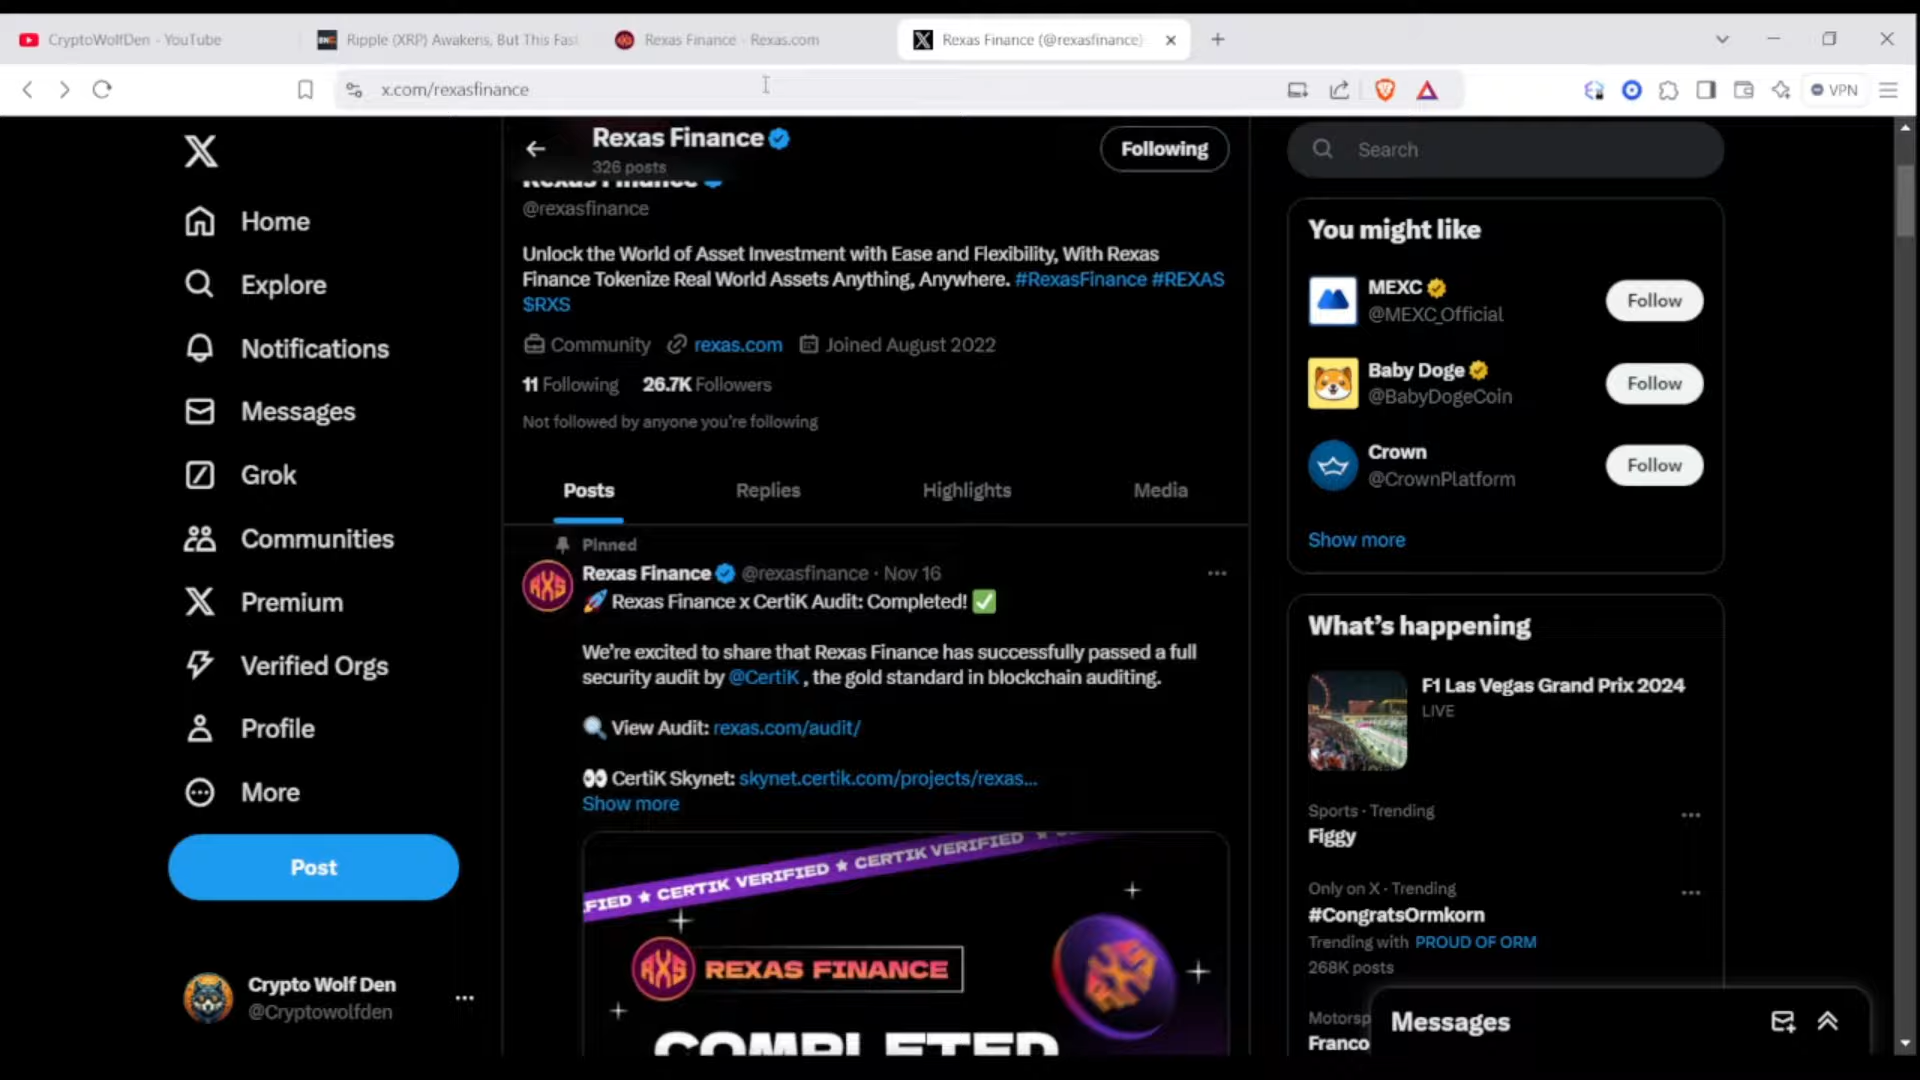 CryptoWolfDen - YouTube
Ripple (XRP) Awakens, But This Fast
Rexas Finance - Rexas.com
Rexas Finance (@rexasfinance)
x.com/rexasfinance
VPN
Rexas Finance
326 posts
Following
Rexas Finance
@rexasfinance
Unlock the World of Asset Investment with Ease and Flexibility, With Rexas
Finance Tokenize Real World Assets Anything, Anywhere. #RexasFinance #REXAS
$RXS
Community rexas.com Joined August 2022
11 Following 26.7K Followers
Not followed by anyone you're following
Posts Replies Highlights Media
Pinned
Rexas Finance @rexasfinance · Nov 16
🚀 Rexas Finance x CertiK Audit: Completed! ✅
We're excited to share that Rexas Finance has successfully passed a full
security audit by @CertiK , the gold standard in blockchain auditing.
🔍 View Audit: rexas.com/audit/
👀 CertiK Skynet: skynet.certik.com/projects/rexas...
Show more
FIED ★ CERTIK VERIFIED ★ CERTIK VERIFIED ★
RXS REXAS FINANCE
COMPLETED
Home
Explore
Notifications
Messages
Grok
Communities
Premium
Verified Orgs
Profile
More
Post
Crypto Wolf Den
@Cryptowolfden
Search
You might like
MEXC
@MEXC_Official
Follow
Baby Doge
@BabyDogeCoin
Follow
Crown
@CrownPlatform
Follow
Show more
What's happening
F1 Las Vegas Grand Prix 2024
LIVE
Sports · Trending
Figgy
Only on X · Trending
#CongratsOrmkorn
Trending with PROUD OF ORM
268K posts
Motorsp
Franco
Messages